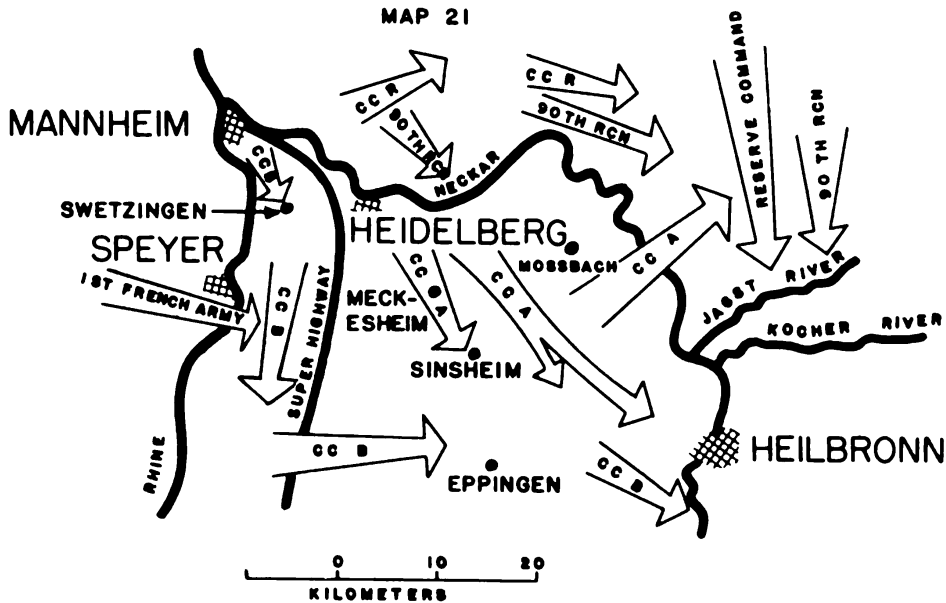 MAP 21
MANNHEIM
CC B
SWETZINGEN
SPEYER
1ST FRENCH ARMY
CC B
SUPER HIGHWAY
RHINE
CC R
90TH RC
NECKAR
HEIDELBERG
MECK-
ESHEIM
CC A
SINSHEIM
CC A
MOSSBACH
CC A
CC R
90TH RCN
RESERVE COMMAND
90 TH RCN
JAGST RIVER
KOCHER RIVER
HEILBRONN
CC B
EPPINGEN
CC B
0 10 20
KILOMETERS